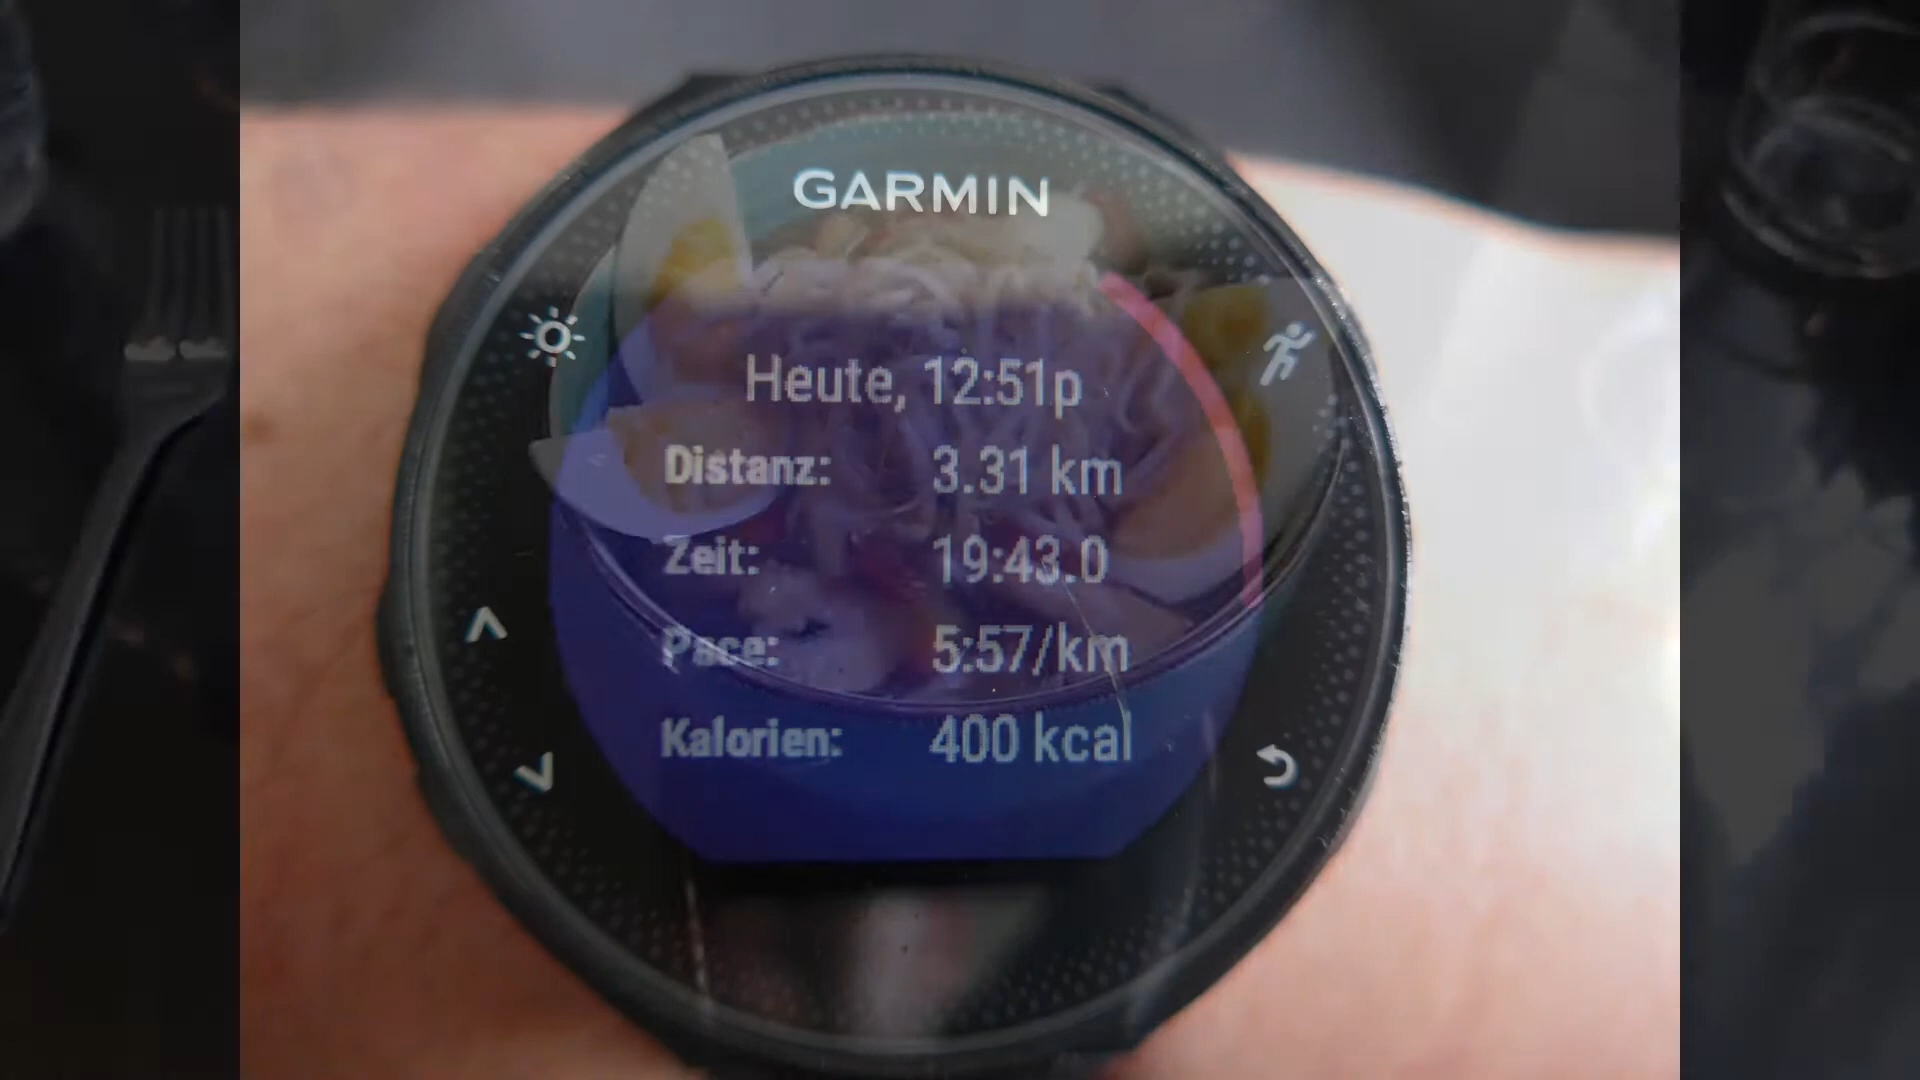 GARMIN
Heute, 12:51p
Distanz: 3.31 km
Zeit: 19:43.0
Pace: 5:57/km
Kalorien: 400 kcal